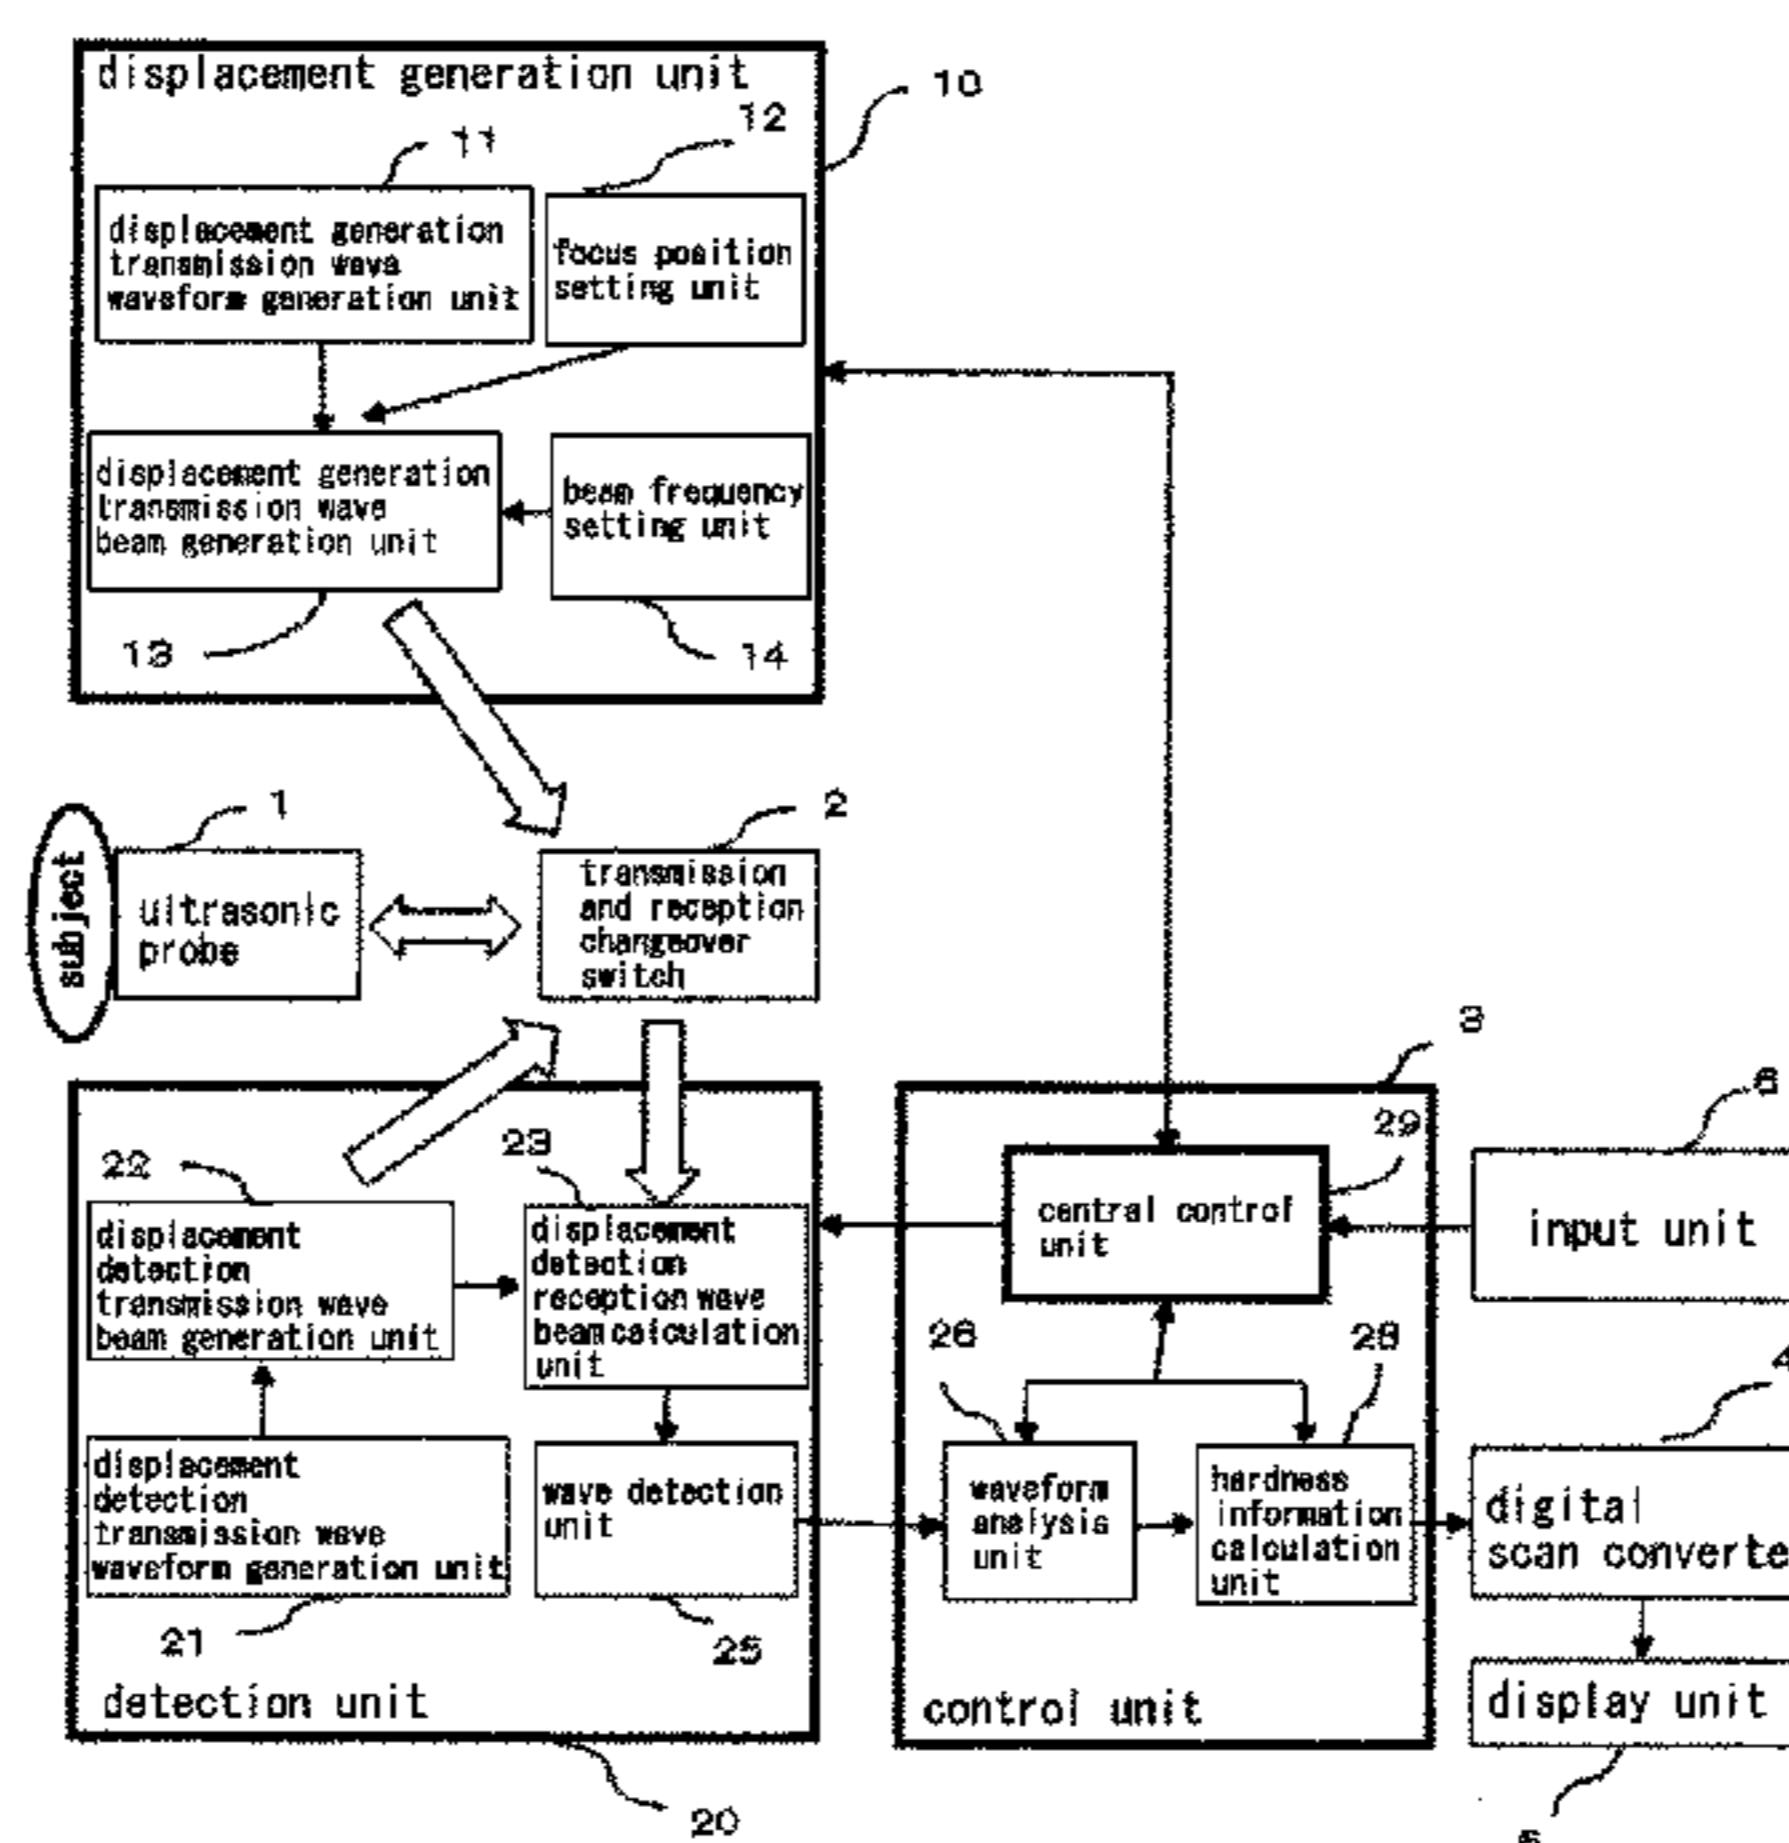 displacement generation unit
10
11
12
displacement generation
transmission wave
waveform generation unit
focus position
setting unit
displacement generation
transmission wave
beam generation unit
beam frequency
setting unit
13
14
1
2
subject
ultrasonic
probe
transmission
and reception
changeover
switch
3
6
22
23
29
displacement
detection
transmission wave
beam generation unit
displacement
detection
reception wave
beam calculation
unit
central control
unit
input unit
26
28
4
displacement
detection
transmission wave
waveform generation unit
wave detection
unit
waveform
analysis
unit
hardness
information
calculation
unit
digital
scan converte
21
25
detection unit
control unit
display unit
20
5